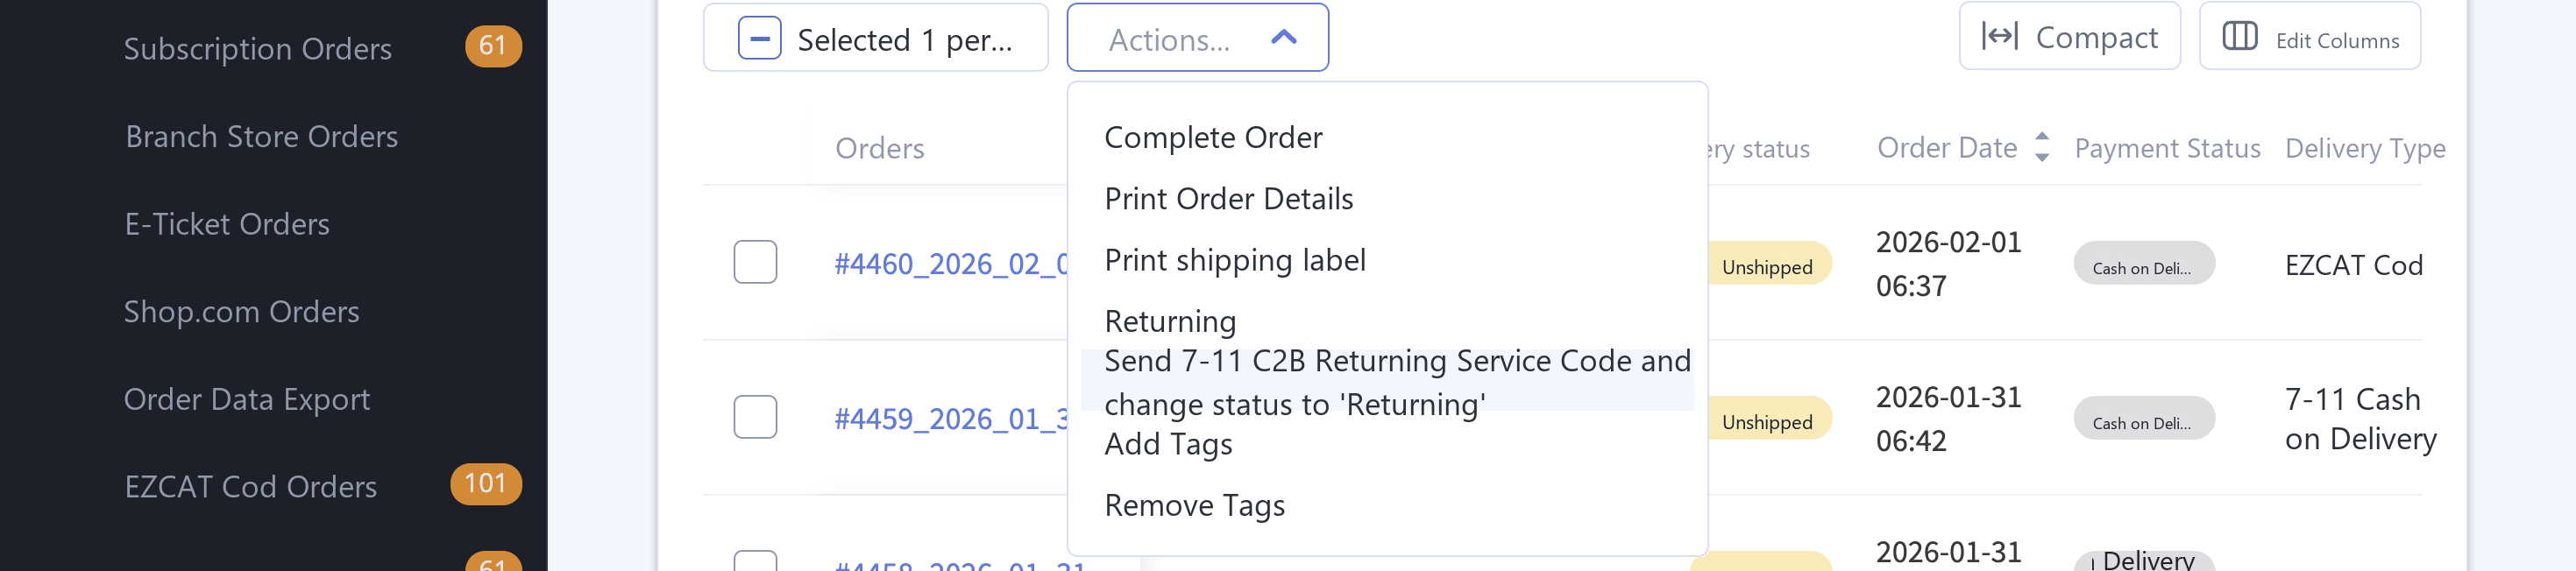 Subscription Orders
61
Branch Store Orders
E-Ticket Orders
Shop.com Orders
Order Data Export
EZCAT Cod Orders
101
61
Selected 1 per...
Actions...
Compact
Edit Columns
Complete Order
Print Order Details
Print shipping label
Returning
Send 7-11 C2B Returning Service Code and
change status to 'Returning'
Add Tags
Remove Tags
Orders
status
Order Date
Payment Status
Delivery Type
#4460_2026_02_0
Unshipped
2026-02-01
06:37
Cash on Deli...
EZCAT Cod
#4459_2026_01_3
Unshipped
2026-01-31
06:42
Cash on Deli...
7-11 Cash
on Delivery
#4458_2026_01_31
2026-01-31
Delivery